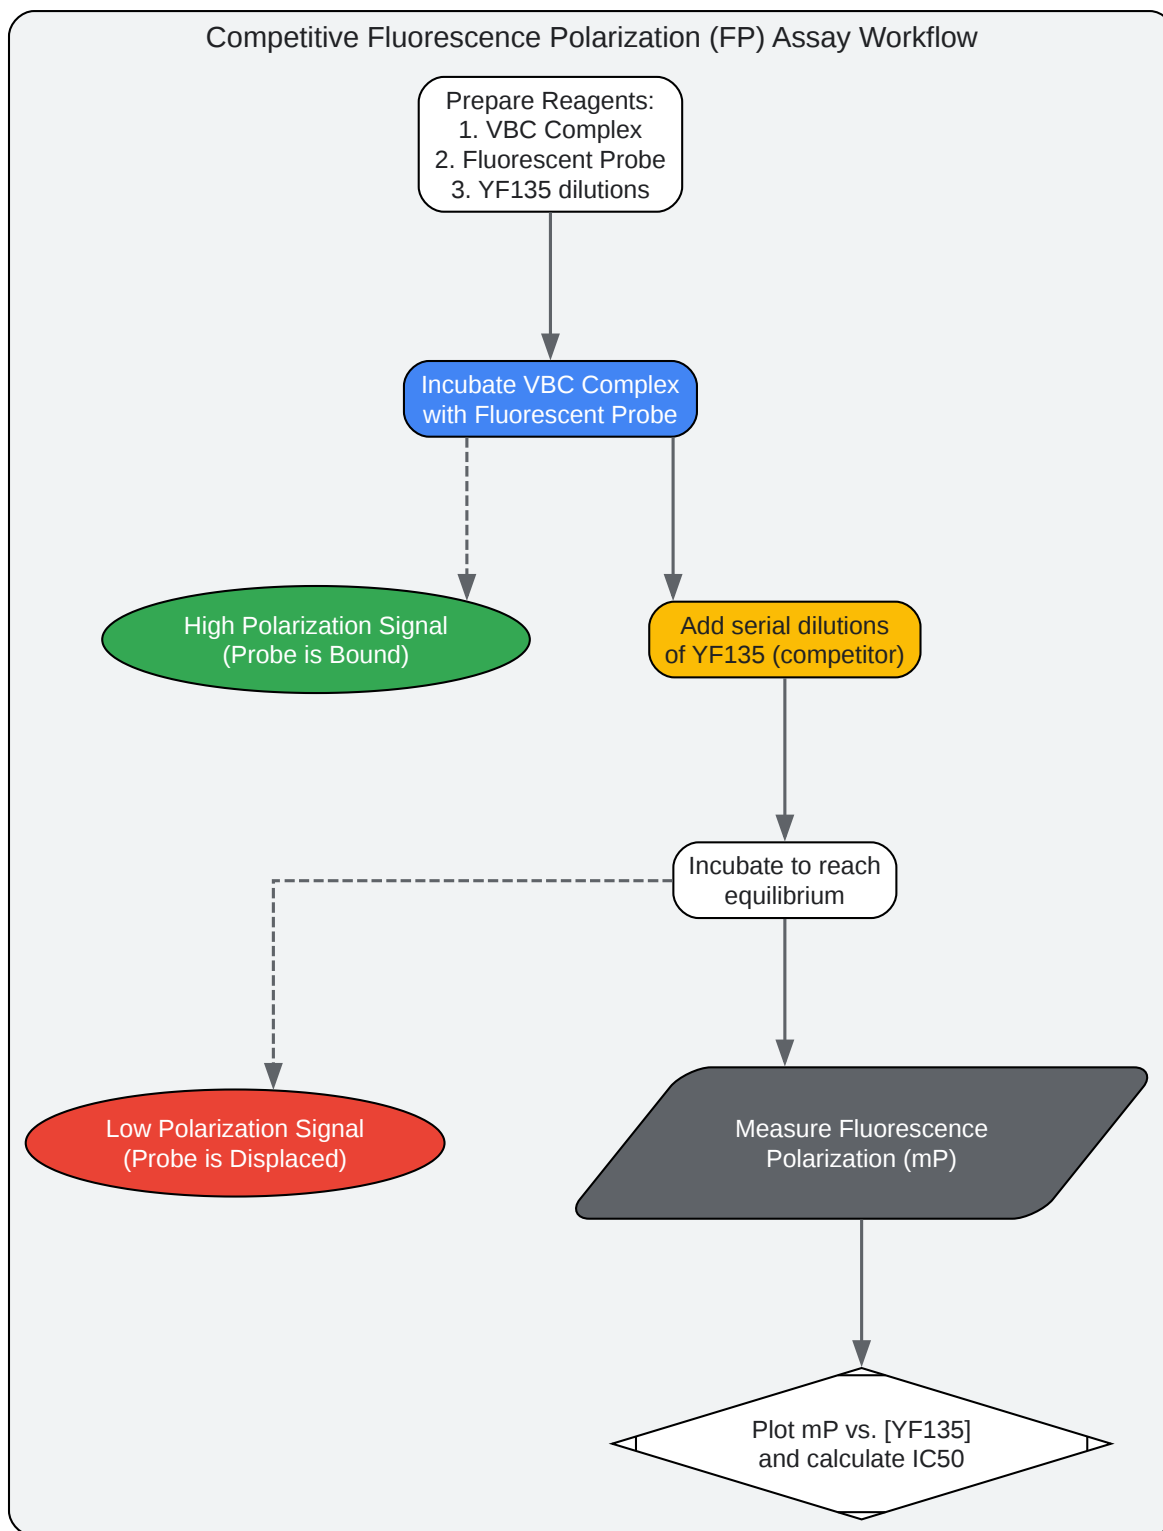 Competitive Fluorescence Polarization (FP) Assay Workflow
Prepare Reagents:
1. VBC Complex
2. Fluorescent Probe
3. YF135 dilutions
Incubate VBC Complex
with Fluorescent Probe
High Polarization Signal
(Probe is Bound)
Add serial dilutions
of YF135 (competitor)
Incubate to reach
equilibrium
Low Polarization Signal
(Probe is Displaced)
Measure Fluorescence
Polarization (mP)
Plot mP vs. [YF135]
and calculate IC50